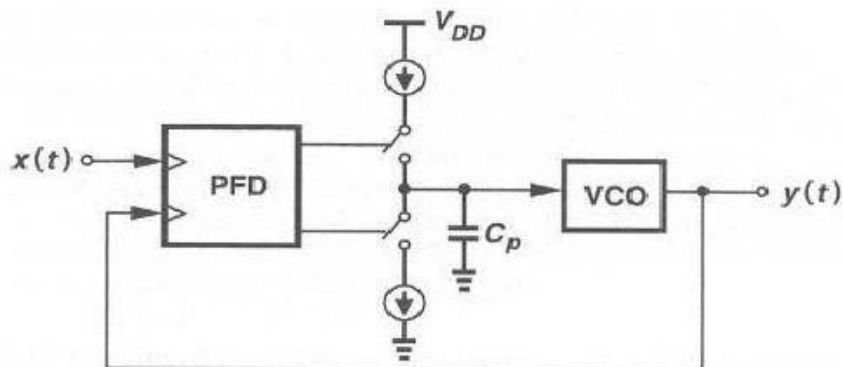 V_DD
x(t)
PFD
C_p
VCO
y(t)